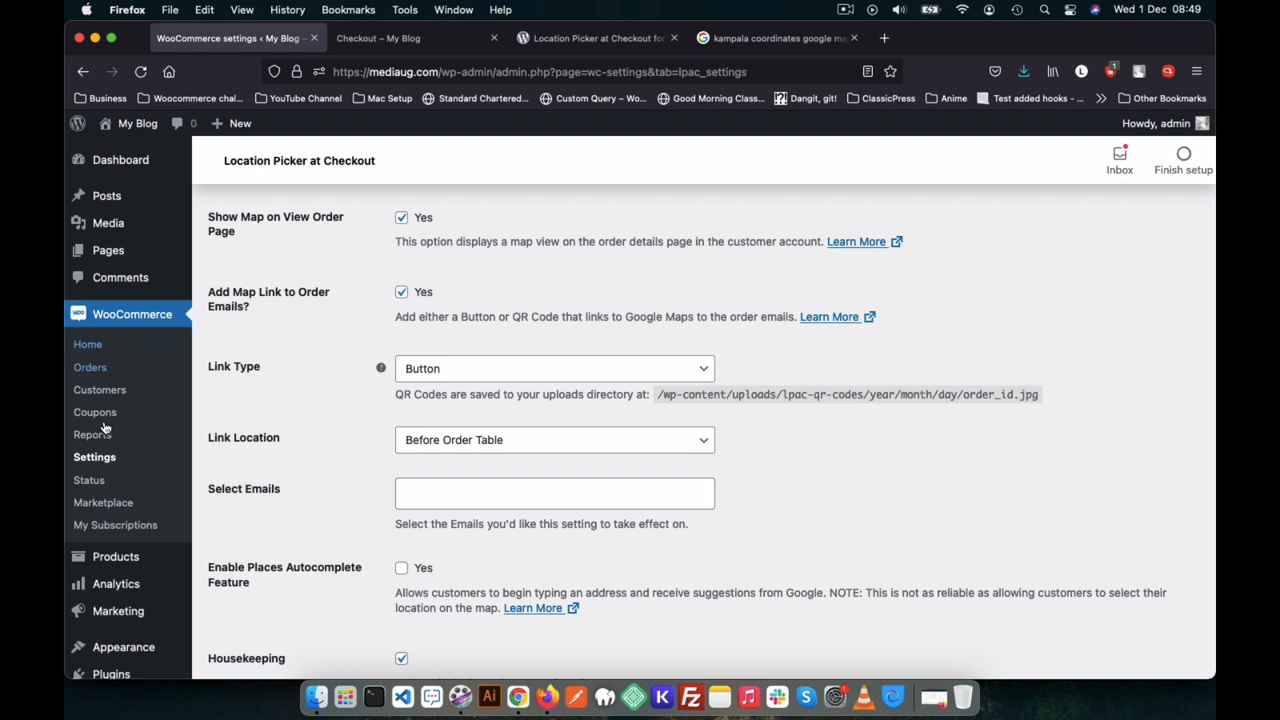 Firefox File Edit View History Bookmarks Tools Window Help Wed 1 Dec 08:49
WooCommerce settings ‹ My Blog – Checkout – My Blog Location Picker at Checkout for kampala coordinates google m
https://mediaug.com/wp-admin/admin.php?page=wc-settings&tab=lpac_settings
Business Woocommerce chal... YouTube Channel Mac Setup Standard Chartered... Custom Query – Wo... Good Morning Class... Dangit, git! ClassicPress Anime Test added hooks - ... Other Bookmarks
My Blog 0 New Howdy, admin
Dashboard
Posts
Media
Pages
Comments
WooCommerce
Home
Orders
Customers
Coupons
Reports
Settings
Status
Marketplace
My Subscriptions
Products
Analytics
Marketing
Appearance
Plugins
Location Picker at Checkout
Inbox Finish setup
Show Map on View Order
Page
Yes
This option displays a map view on the order details page in the customer account. Learn More
Add Map Link to Order
Emails?
Yes
Add either a Button or QR Code that links to Google Maps to the order emails. Learn More
Link Type
Button
QR Codes are saved to your uploads directory at: /wp-content/uploads/lpac-qr-codes/year/month/day/order_id.jpg
Link Location
Before Order Table
Select Emails
Select the Emails you'd like this setting to take effect on.
Enable Places Autocomplete
Feature
Yes
Allows customers to begin typing an address and receive suggestions from Google. NOTE: This is not as reliable as allowing customers to select their
location on the map. Learn More
Housekeeping